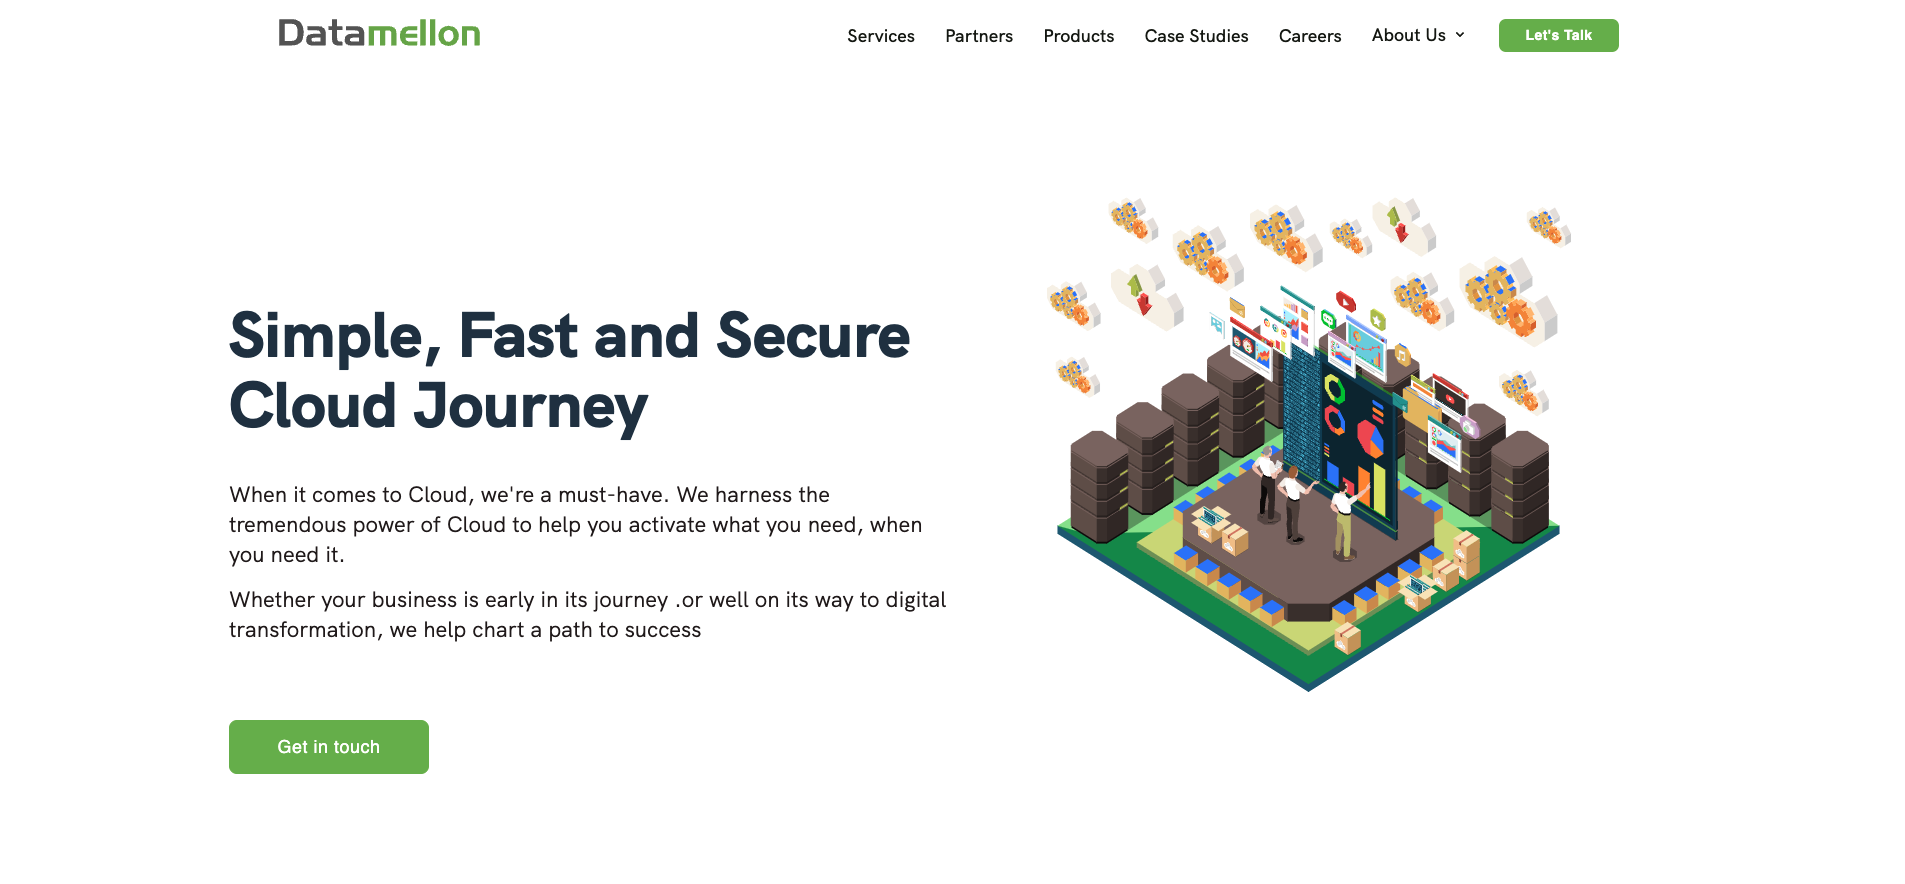 Datamellon
Services Partners Products Case Studies Careers About Us Let's Talk
Simple, Fast and Secure
Cloud Journey
When it comes to Cloud, we're a must-have. We harness the
tremendous power of Cloud to help you activate what you need, when
you need it.
Whether your business is early in its journey .or well on its way to digital
transformation, we help chart a path to success
Get in touch